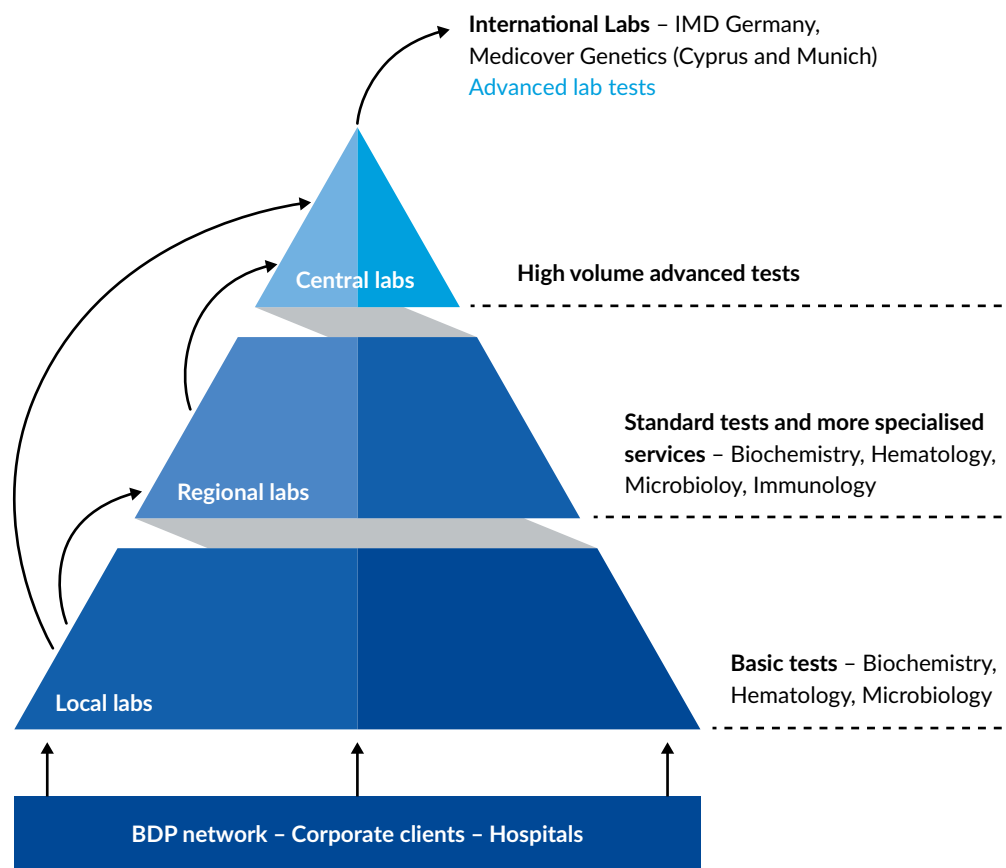 International Labs – IMD Germany,
Medicover Genetics (Cyprus and Munich)
Advanced lab tests
Central labs
High volume advanced tests
Standard tests and more specialised
services – Biochemistry, Hematology,
Microbioloy, Immunology
Regional labs
Basic tests – Biochemistry,
Hematology, Microbiology
Local labs
BDP network – Corporate clients – Hospitals